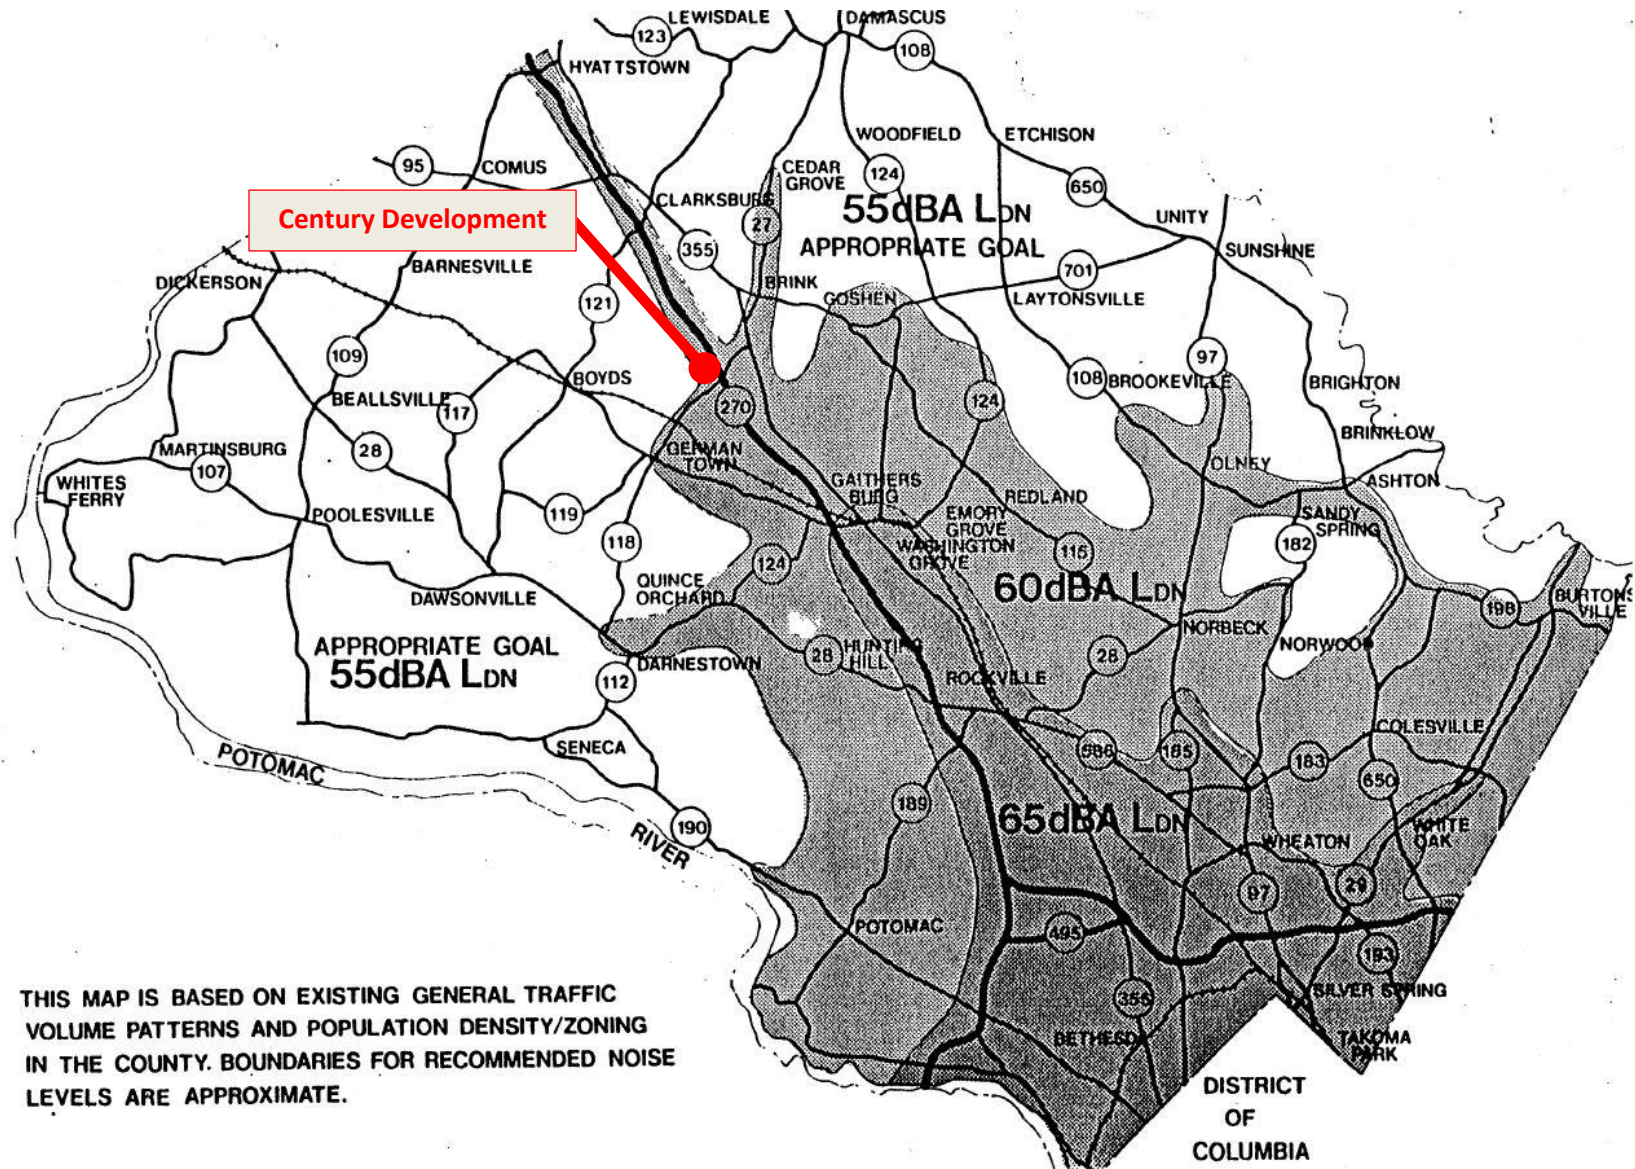 LEWISDALE
DAMASCUS
123
108
HYATTSTOWN
WOODFIELD
ETCHISON
95
COMUS
CEDAR
GROVE
124
650
CLARKSBURG
55dBA LDN
APPROPRIATE GOAL
UNITY
Century Development
27
355
SUNSHINE
BARNESVILLE
DICKERSON
BRINK
701
121
GOSHEN
LAYTONSVILLE
109
97
BOYDS
108
BROOKEVILLE
BRIGHTON
BEALLSVILLE
117
270
124
BRINKLOW
MARTINSBURG
28
GERMAN
TOWN
OLNEY
107
WHITES
FERRY
GAITHERS
BURG
REDLAND
ASHTON
POOLESVILLE
119
EMORY
GROVE
SANDY
SPRING
118
WASHINGTON
GROVE
115
182
124
QUINCE
ORCHARD
60dBA LDN
DAWSONVILLE
198
BURTONS
VILLE
APPROPRIATE GOAL
55dBA LDN
NORBECK
HUNTING
HILL
28
28
NORWOOD
DARNESTOWN
112
ROCKVILLE
COLESVILLE
SENECA
586
185
183
POTOMAC
RIVER
650
189
65dBA LDN
190
WHEATON
WHITE
OAK
97
29
POTOMAC
495
193
355
SILVER SPRING
BETHESDA
TAKOMA
PARK
THIS MAP IS BASED ON EXISTING GENERAL TRAFFIC
VOLUME PATTERNS AND POPULATION DENSITY/ZONING
IN THE COUNTY. BOUNDARIES FOR RECOMMENDED NOISE
LEVELS ARE APPROXIMATE.
DISTRICT
OF
COLUMBIA